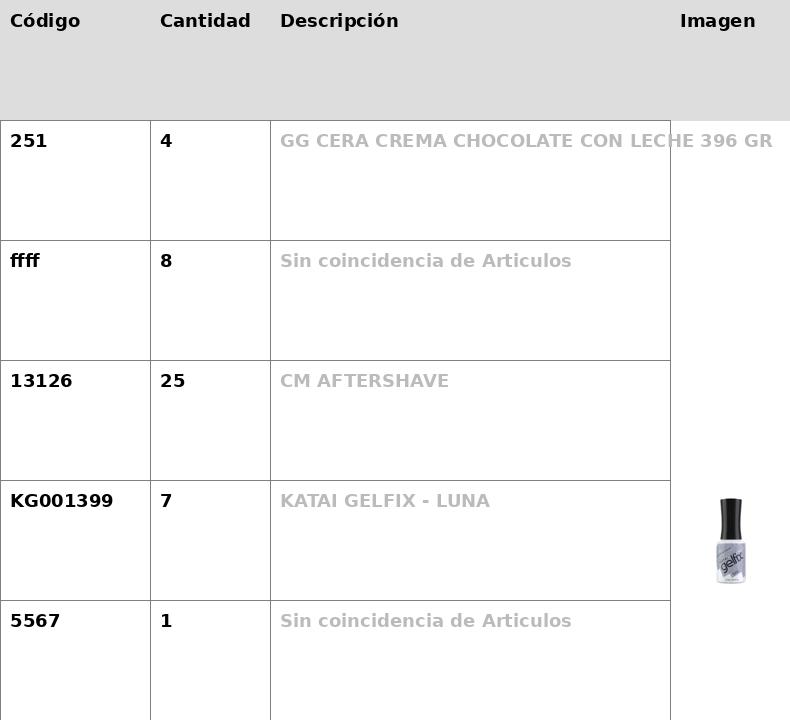 Código Cantidad Descripción Imagen
251 4 GG CERA CREMA CHOCOLATE CON LECHE 396 GR
ffff 8 Sin coincidencia de Articulos
13126 25 CM AFTERSHAVE
KG001399 7 KATAI GELFIX - LUNA
gelfix
5567 1 Sin coincidencia de Articulos